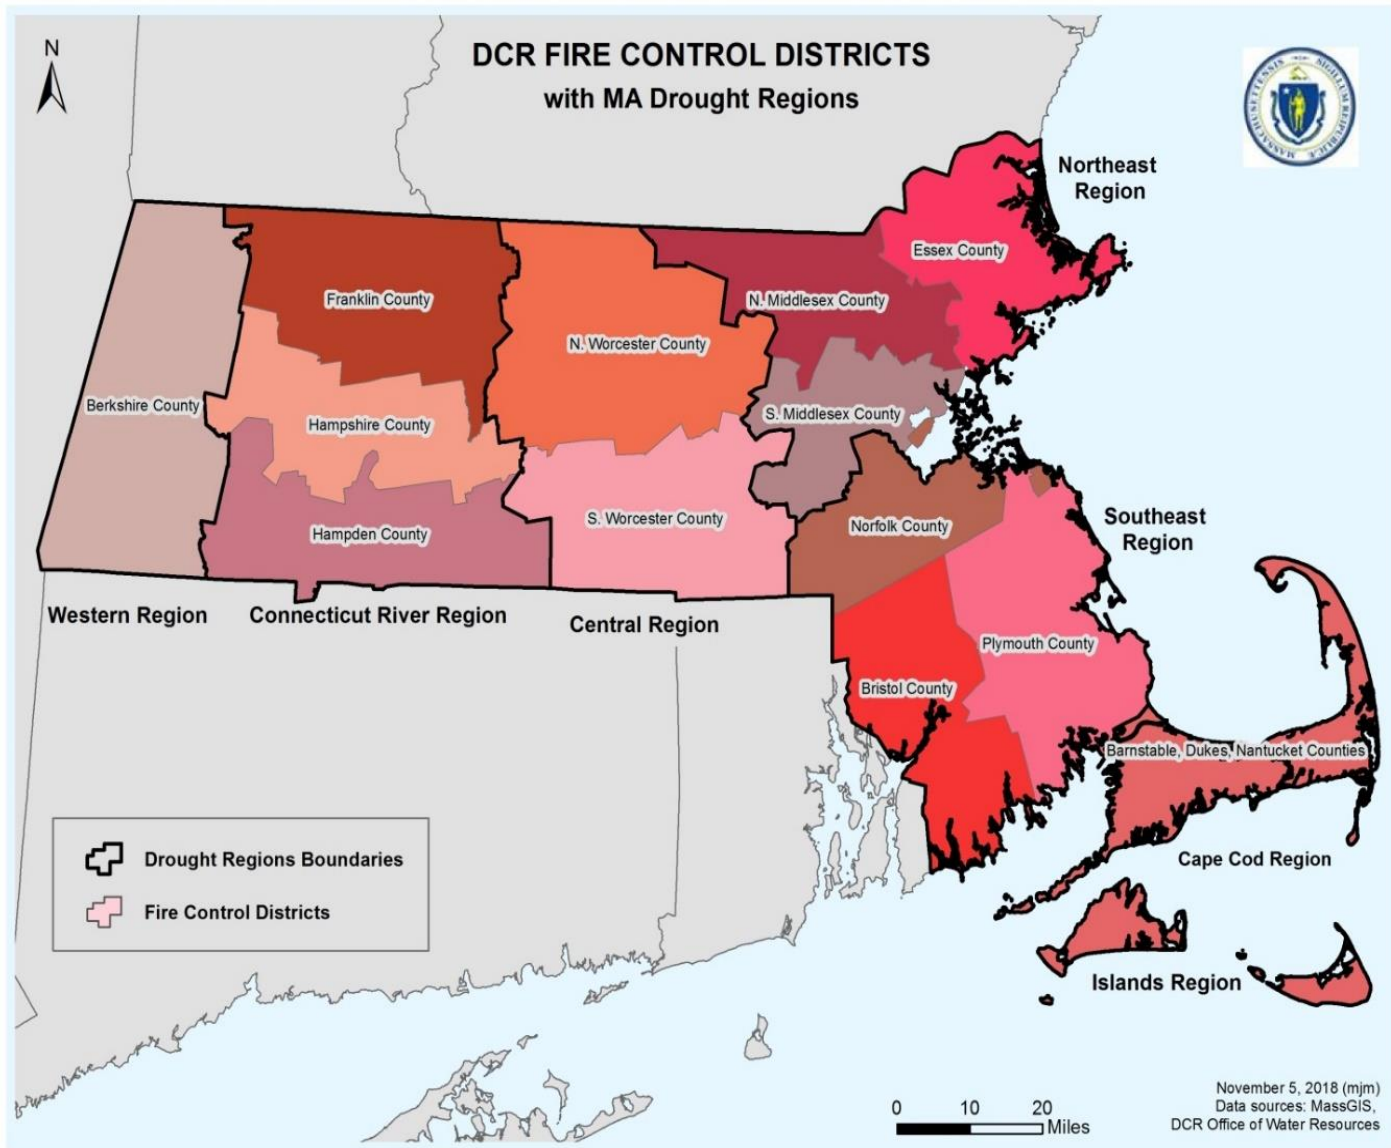 N
DCR FIRE CONTROL DISTRICTS
with MA Drought Regions
MASSACHUSETTENSIS
SIGILLUM REIPUBLICÆ
Northeast
Region
Essex County
Franklin County
N. Middlesex County
N. Worcester County
Berkshire County
Hampshire County
S. Middlesex County
Hampden County
S. Worcester County
Norfolk County
Southeast
Region
Western Region
Connecticut River Region
Central Region
Plymouth County
Bristol County
Barnstable, Dukes, Nantucket Counties
Cape Cod Region
Islands Region
Drought Regions Boundaries
Fire Control Districts
0 10 20
Miles
November 5, 2018 (mjm)
Data sources: MassGIS,
DCR Office of Water Resources